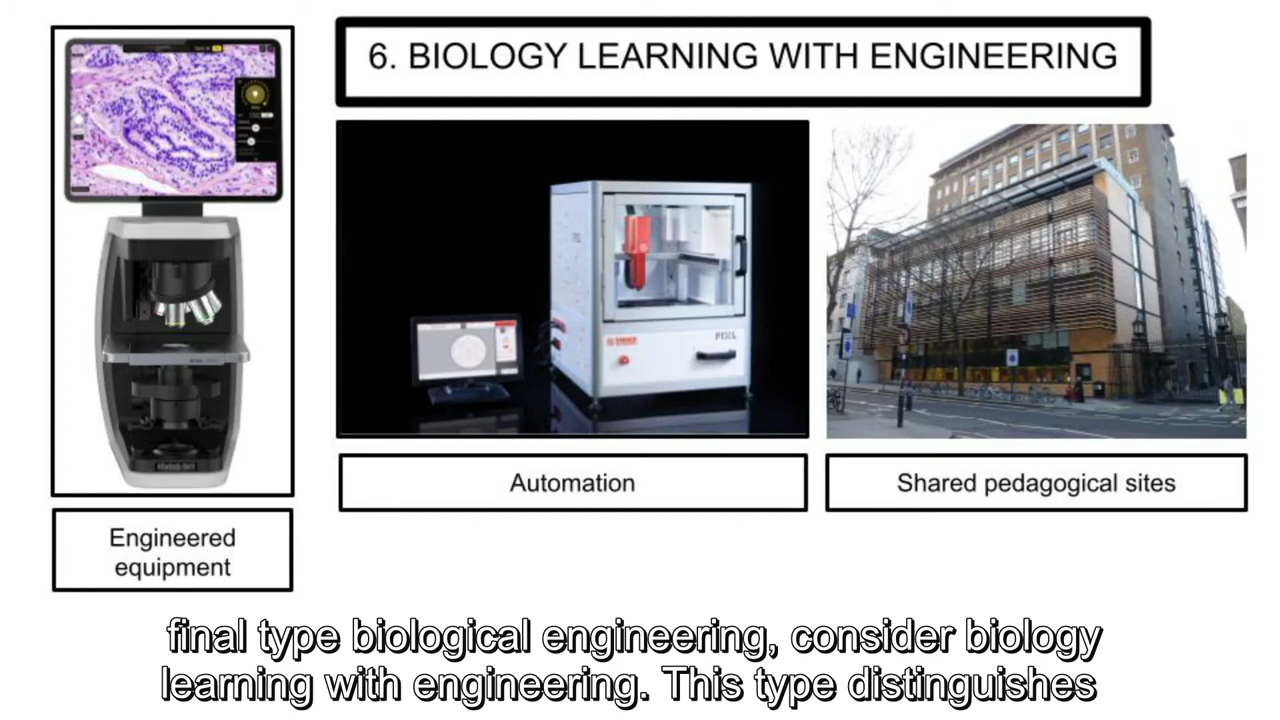 6. BIOLOGY LEARNING WITH ENGINEERING
PIXL
Automation
Shared pedagogical sites
Engineered
equipment
final type biological engineering, consider biology
learning with engineering. This type distinguishes